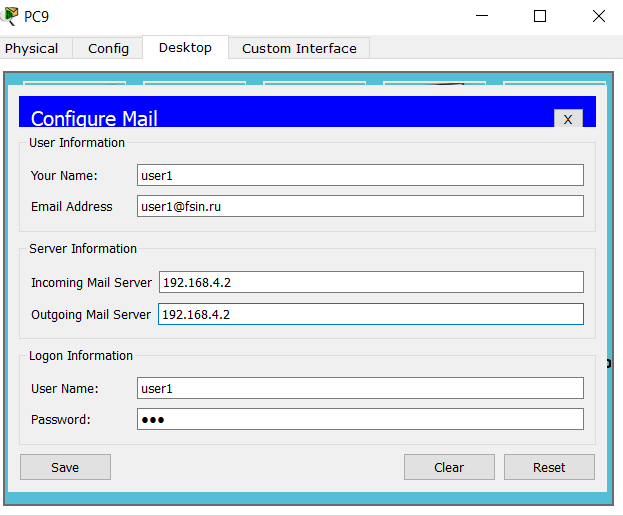 PC9
Physical Config Desktop Custom Interface
Configure Mail X
User Information
Your Name: user1
Email Address user1@fsin.ru
Server Information
Incoming Mail Server 192.168.4.2
Outgoing Mail Server 192.168.4.2
Logon Information
User Name: user1
Password: ●●●
Save Clear Reset